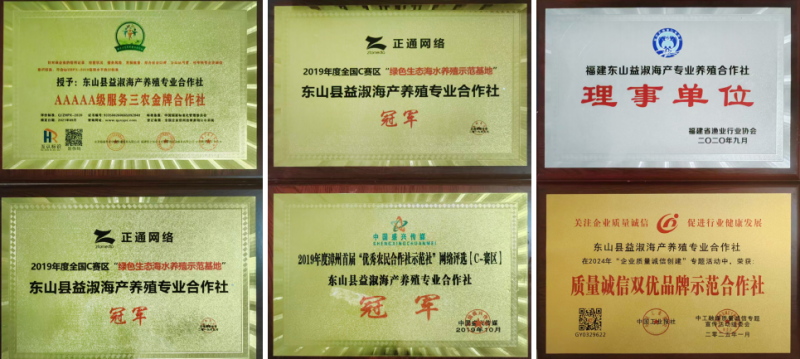 授予：东山县益淑海产养殖专业合作社
AAAAA级服务三农金牌合作社
正通网络
2019年度全国C赛区“绿色生态海水养殖示范基地”
东山县益淑海产养殖专业合作社
冠军
福建东山益淑海产专业养殖合作社
理事单位
福建省渔业行业协会
二〇二〇年九月
正通网络
2019年度全国C赛区“绿色生态海水养殖示范基地”
东山县益淑海产养殖专业合作社
冠军
2019年度漳州首届“优秀农民合作社示范社”网络评选【C-赛区】
东山县益淑海产养殖专业合作社
冠军
2019年10月
关注企业质量诚信 促进行业健康发展
东山县益淑海产养殖专业合作社
在2024年“企业质量诚信创建”专题活动中，荣获：
质量诚信双优品牌示范合作社